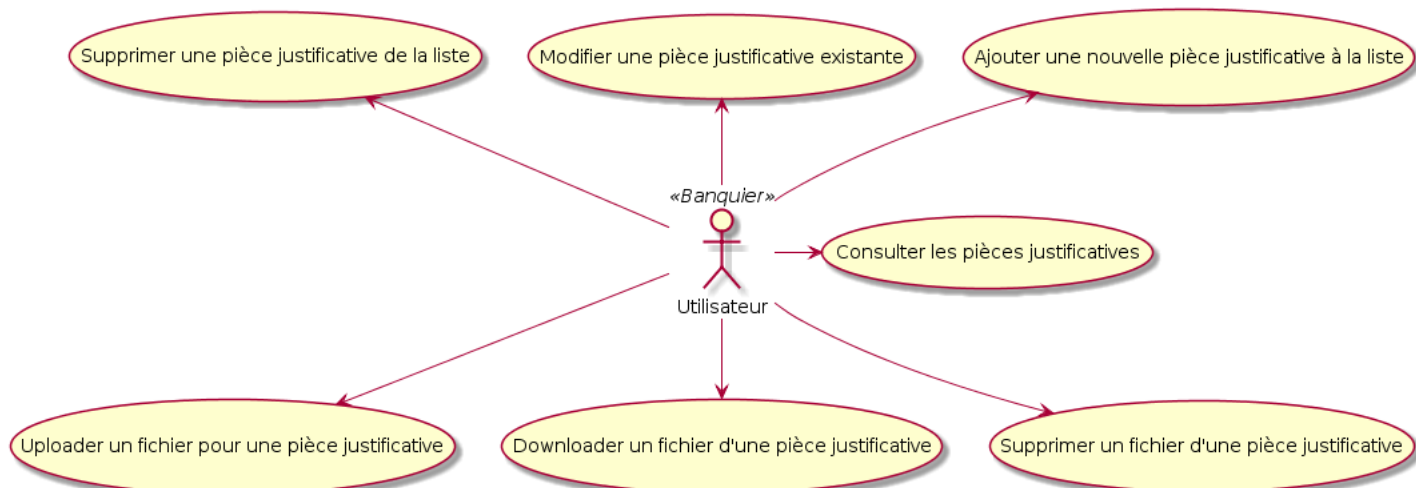 Supprimer une pièce justificative de la liste
Modifier une pièce justificative existante
Ajouter une nouvelle pièce justificative à la liste
«Banquier»
Consulter les pièces justificatives
Utilisateur
Uploader un fichier pour une pièce justificative
Downloader un fichier d'une pièce justificative
Supprimer un fichier d'une pièce justificative